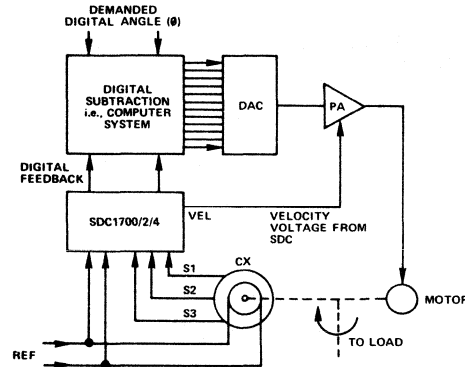 DEMANDED
DIGITAL ANGLE (θ)
DIGITAL
SUBTRACTION
i.e., COMPUTER
SYSTEM
DAC
PA
DIGITAL
FEEDBACK
SDC1700/2/4
VEL
VELOCITY
VOLTAGE FROM
SDC
S1
CX
S2
S3
MOTOR
TO LOAD
REF